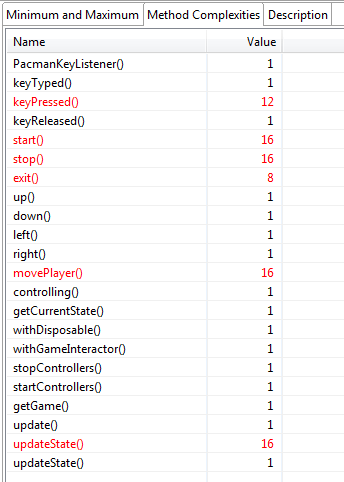 Minimum and Maximum Method Complexities Description
Name Value
PacmanKeyListener() 1
keyTyped() 1
keyPressed() 12
keyReleased() 1
start() 16
stop() 16
exit() 8
up() 1
down() 1
left() 1
right() 1
movePlayer() 16
controlling() 1
getCurrentState() 1
withDisposable() 1
withGameInteractor() 1
stopControllers() 1
startControllers() 1
getGame() 1
update() 1
updateState() 16
updateState() 1